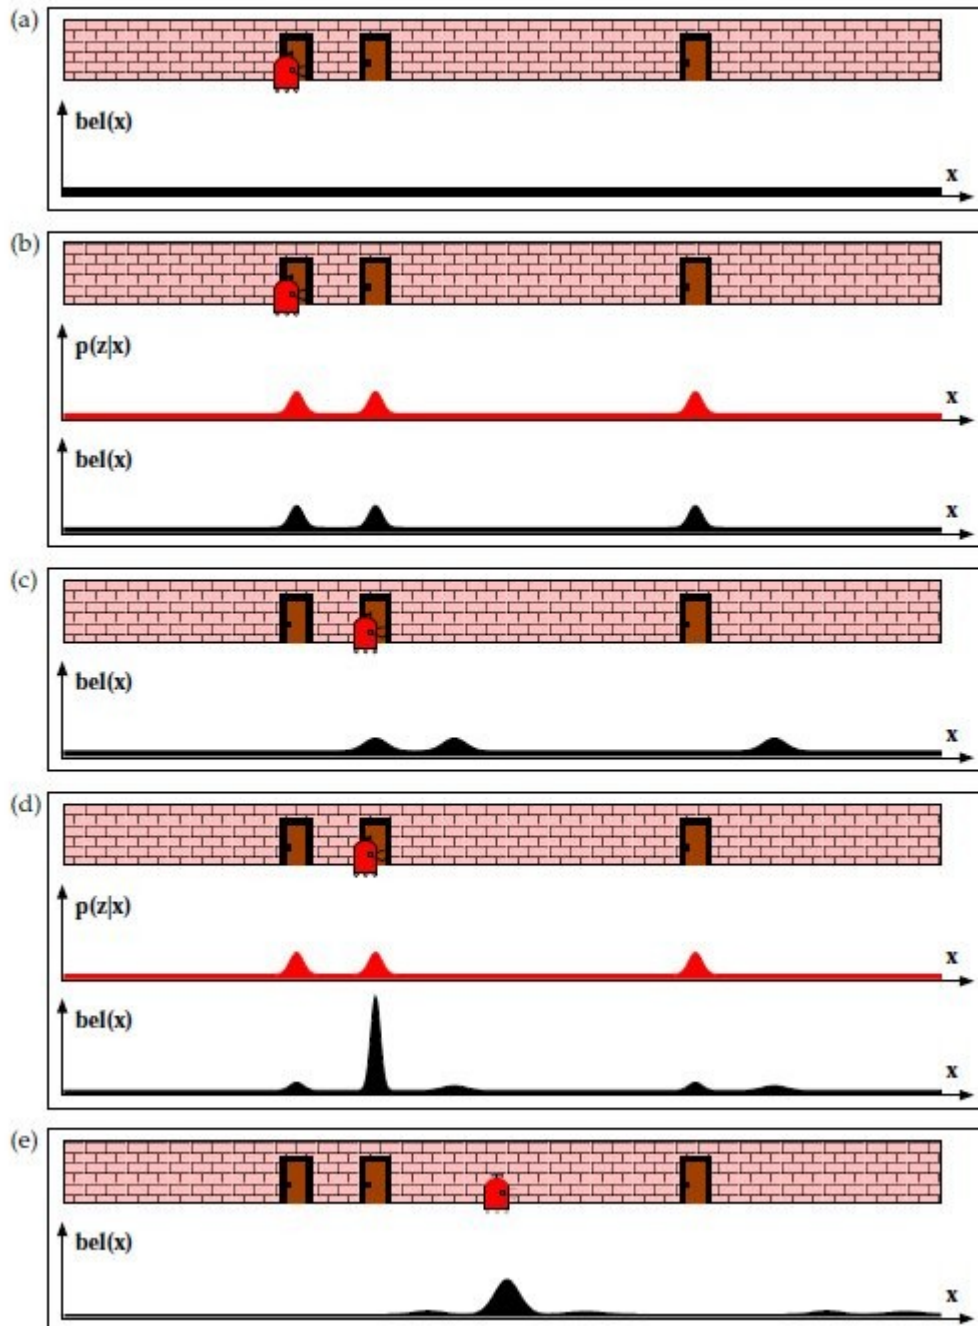 (a)
bel(x)
x
(b)
p(z|x)
x
bel(x)
x
(c)
bel(x)
x
(d)
p(z|x)
x
bel(x)
x
(e)
bel(x)
x